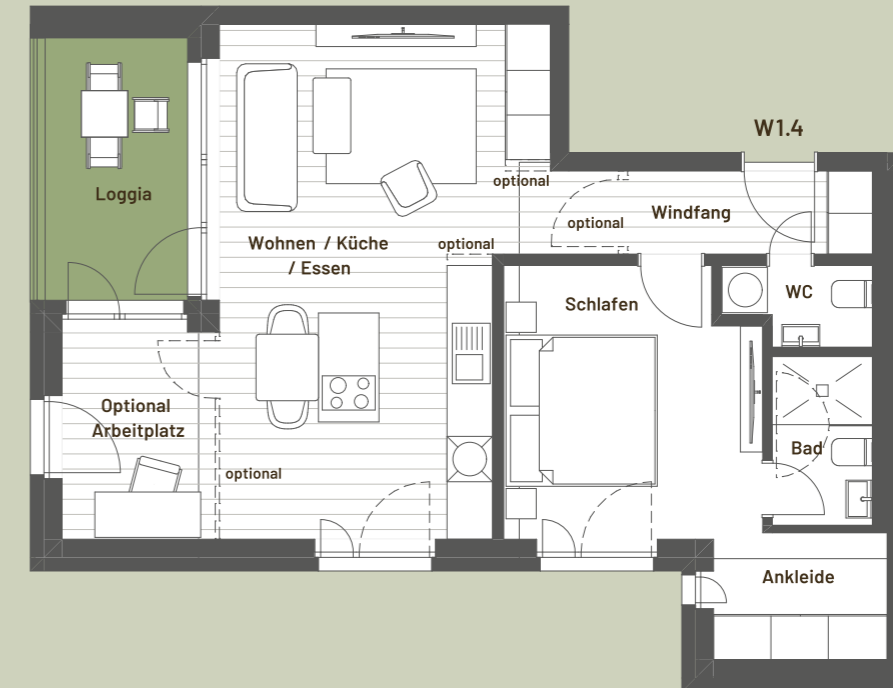 W1.4
optional
Loggia
Windfang
optional
Wohnen / Küche
/ Essen
optional
WC
Schlafen
Optional
Arbeitplatz
Bad
optional
Ankleide